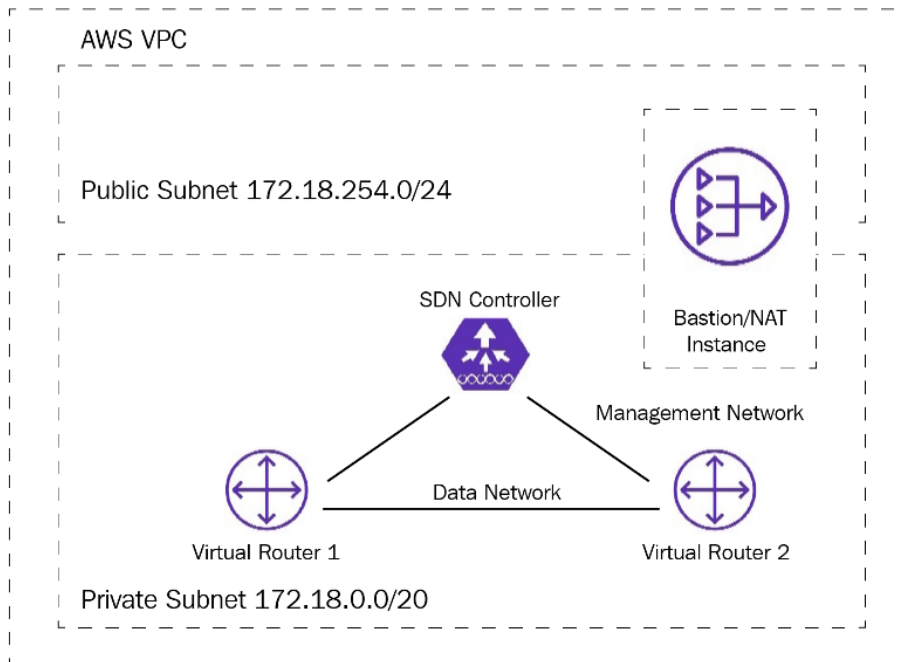 AWS VPC
Public Subnet 172.18.254.0/24
SDN Controller
Bastion/NAT
Instance
Management Network
Data Network
Virtual Router 1
Virtual Router 2
Private Subnet 172.18.0.0/20